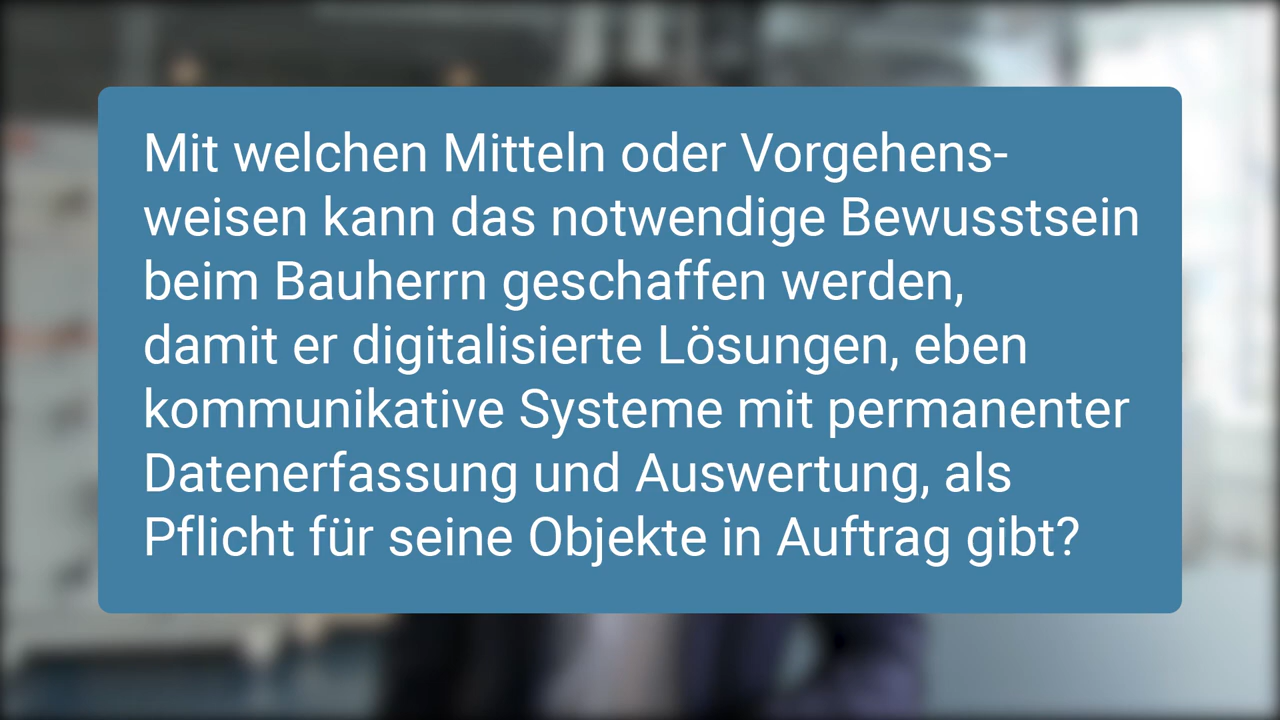 Mit welchen Mitteln oder Vorgehens-
weisen kann das notwendige Bewusstsein
beim Bauherrn geschaffen werden,
damit er digitalisierte Lösungen, eben
kommunikative Systeme mit permanenter
Datenerfassung und Auswertung, als
Pflicht für seine Objekte in Auftrag gibt?